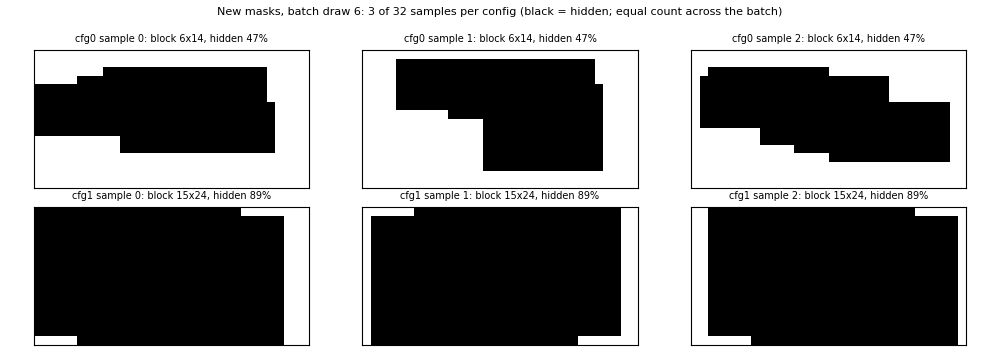 New masks, batch draw 6: 3 of 32 samples per config (black = hidden; equal count across the batch)
cfg0 sample 0: block 6x14, hidden 47%
cfg0 sample 1: block 6x14, hidden 47%
cfg0 sample 2: block 6x14, hidden 47%
cfg1 sample 0: block 15x24, hidden 89%
cfg1 sample 1: block 15x24, hidden 89%
cfg1 sample 2: block 15x24, hidden 89%